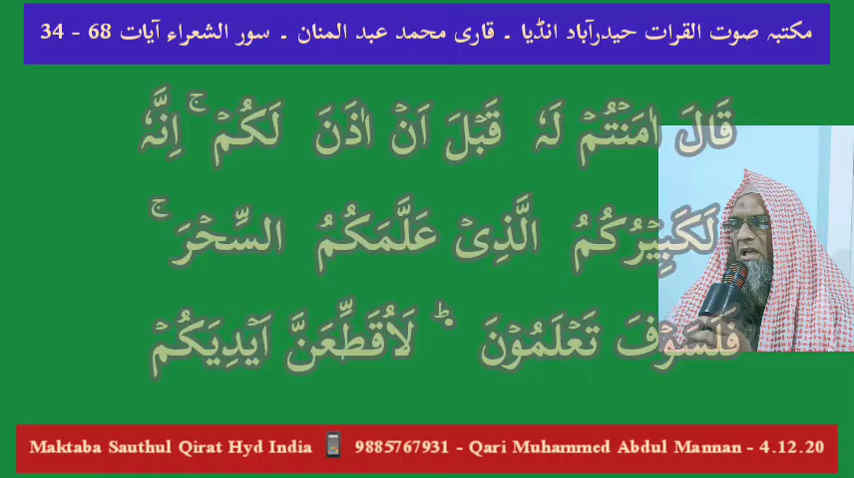 مکتبہ صوت القرات حیدرآباد انڈیا ۔ قاری محمد عبد المنان ۔ سور الشعراء آیات 68 - 34
قَالَ اٰمَنۡتُمۡ لَهٗ قَبۡلَ اَنۡ اٰذَنَ لَكُمۡ‌ۚ اِنَّهٗ
لَكَبِيۡرُكُمُ الَّذِىۡ عَلَّمَكُمُ السِّحۡرَ‌ۚ
فَلَسَوۡفَ تَعۡلَمُوۡنَ ؕ لَاُقَطِّعَنَّ اَيۡدِيَكُمۡ
Maktaba Sauthul Qirat Hyd India 📱 9885767931 - Qari Muhammed Abdul Mannan - 4.12.20